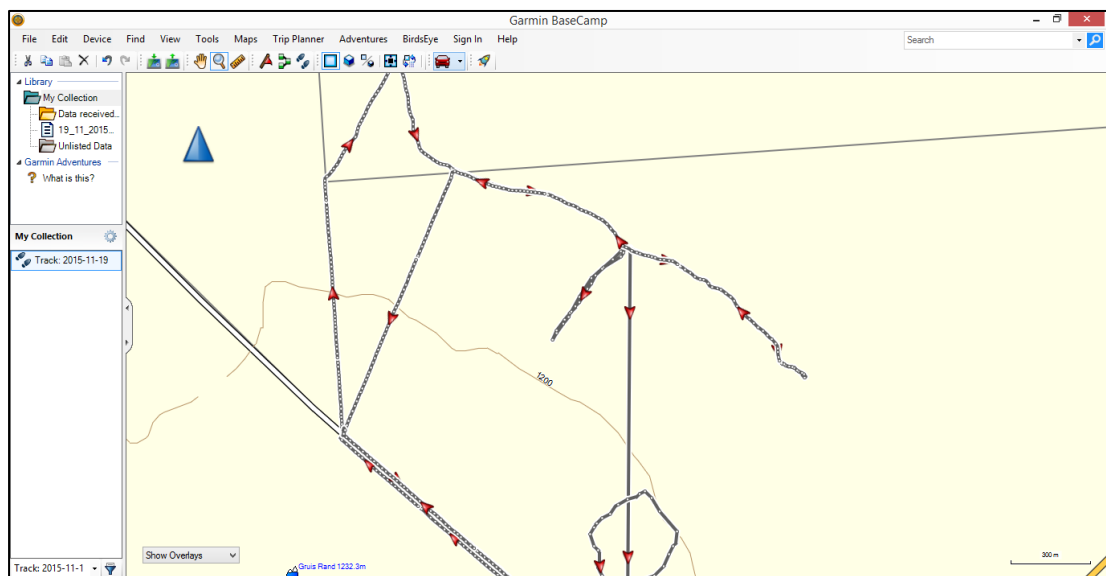 Garmin BaseCamp
File Edit Device Find View Tools Maps Trip Planner Adventures BirdsEye Sign In Help
Search
Library
My Collection
Data received...
19_11_2015...
Unlisted Data
Garmin Adventures
What is this?
My Collection
Track: 2015-11-19
1200
Show Overlays
Gruis Rand 1232.3m
300 m
Track: 2015-11-1